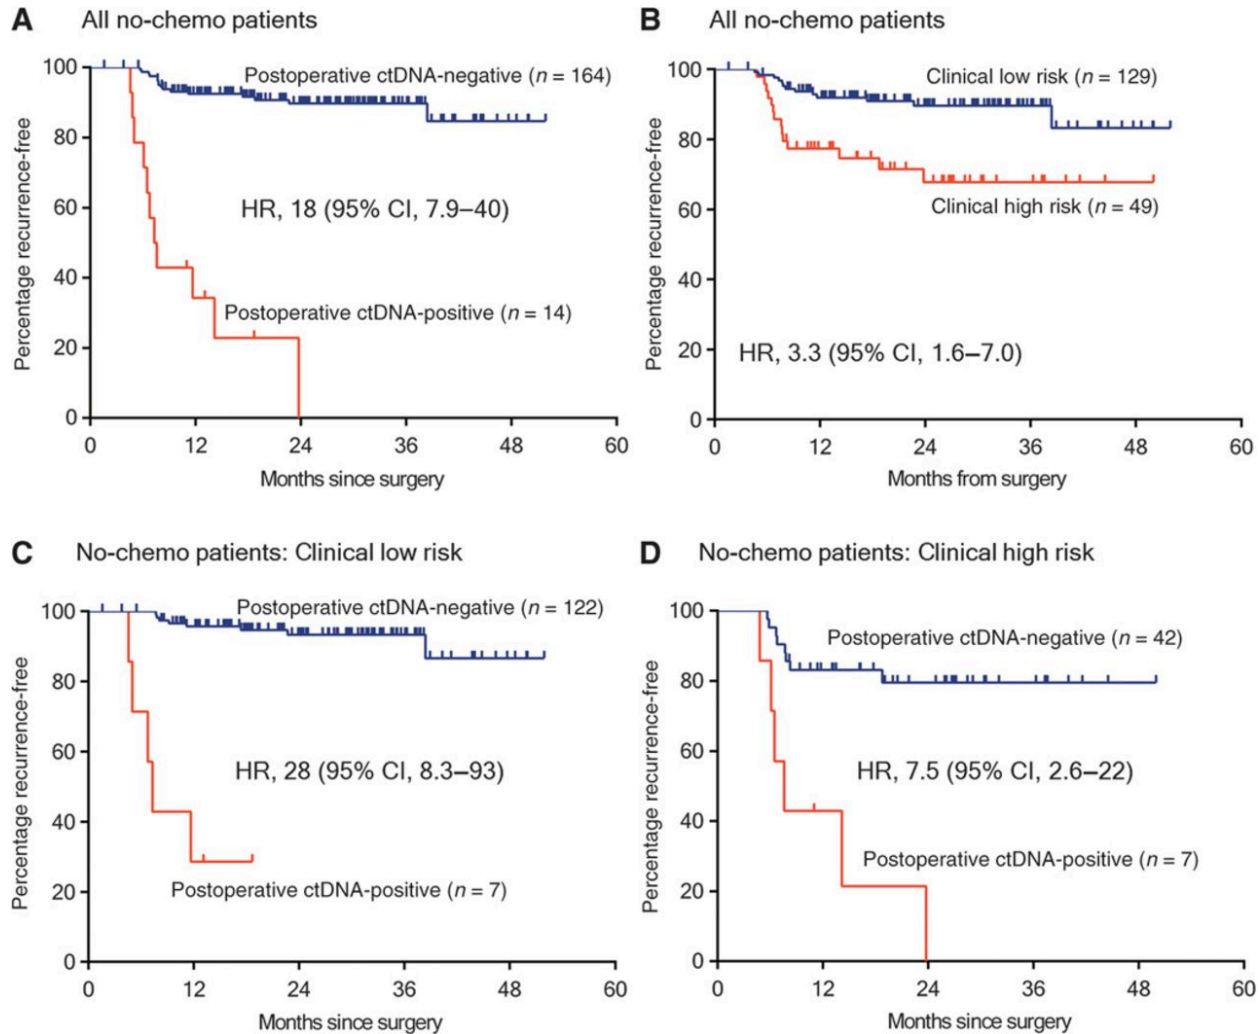 A All no-chemo patients
100
80
60
40
20
0
Percentage recurrence-free
Postoperative ctDNA-negative (n = 164)
HR, 18 (95% CI, 7.9–40)
Postoperative ctDNA-positive (n = 14)
0 12 24 36 48 60
Months since surgery
B All no-chemo patients
100
80
60
40
20
0
Percentage recurrence-free
Clinical low risk (n = 129)
Clinical high risk (n = 49)
HR, 3.3 (95% CI, 1.6–7.0)
0 12 24 36 48 60
Months from surgery
C No-chemo patients: Clinical low risk
100
80
60
40
20
0
Percentage recurrence-free
Postoperative ctDNA-negative (n = 122)
HR, 28 (95% CI, 8.3–93)
Postoperative ctDNA-positive (n = 7)
0 12 24 36 48 60
Months since surgery
D No-chemo patients: Clinical high risk
100
80
60
40
20
0
Percentage recurrence-free
Postoperative ctDNA-negative (n = 42)
HR, 7.5 (95% CI, 2.6–22)
Postoperative ctDNA-positive (n = 7)
0 12 24 36 48 60
Months since surgery